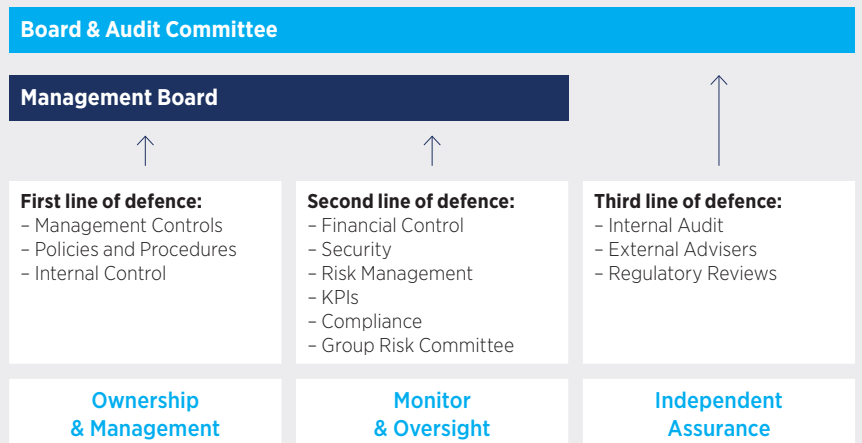 Board & Audit Committee
Management Board
First line of defence:
– Management Controls
– Policies and Procedures
– Internal Control
Second line of defence:
– Financial Control
– Security
– Risk Management
– KPIs
– Compliance
– Group Risk Committee
Third line of defence:
– Internal Audit
– External Advisers
– Regulatory Reviews
Ownership
& Management
Monitor
& Oversight
Independent
Assurance